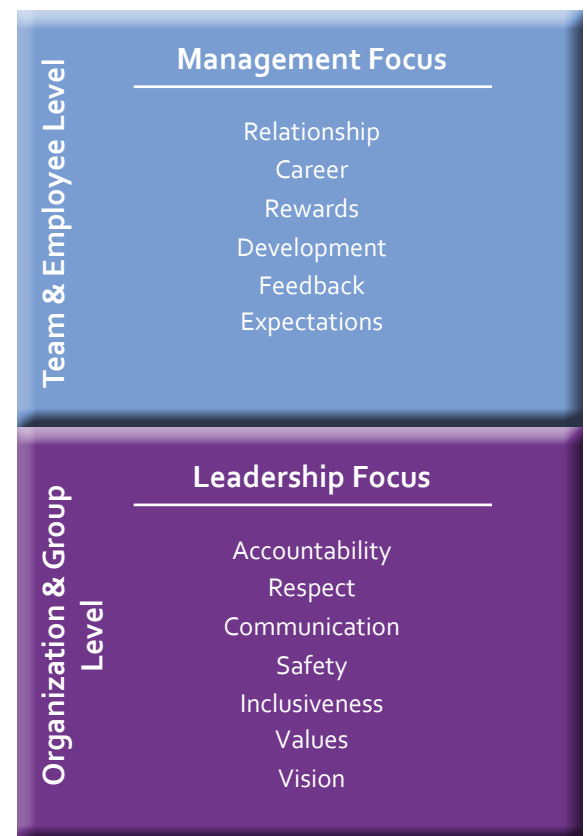 Team & Employee Level
Management Focus
Relationship
Career
Rewards
Development
Feedback
Expectations
Organization & Group
Level
Leadership Focus
Accountability
Respect
Communication
Safety
Inclusiveness
Values
Vision